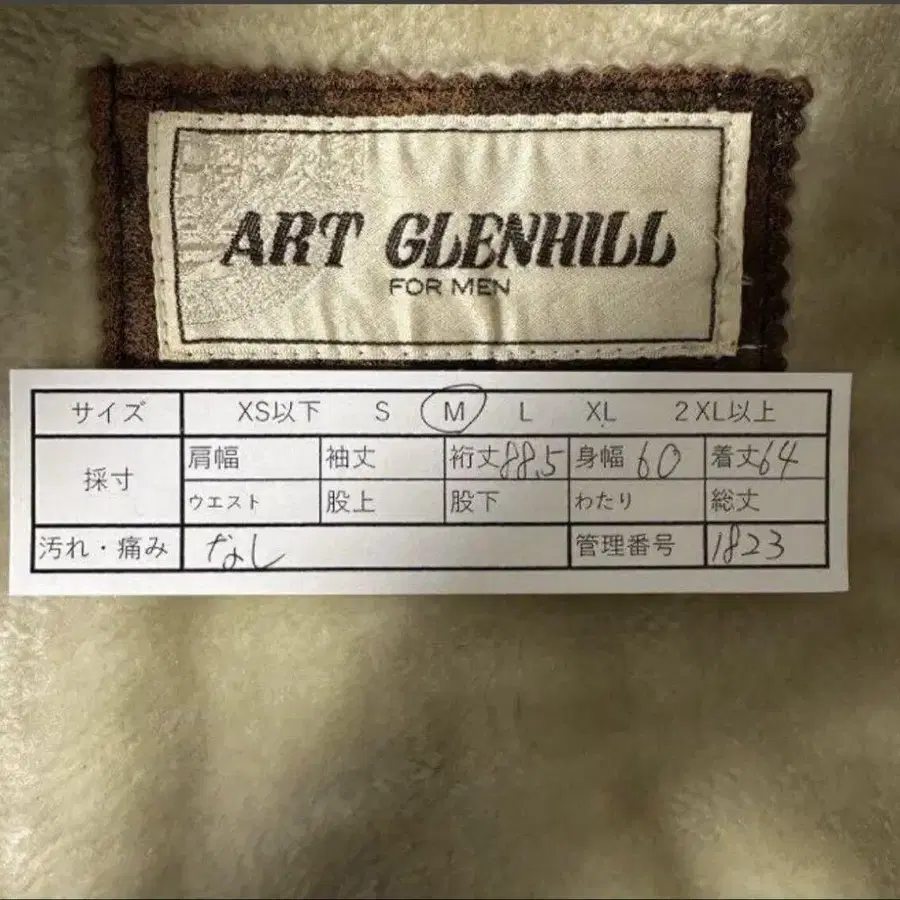 ART GLENHILL
FOR MEN
サイズ XS以下 S M L XL 2XL以上
採寸 肩幅 袖丈 裄丈88.5 身幅60 着丈64
ウエスト 股上 股下 わたり 総丈
汚れ・痛み なし 管理番号 1823